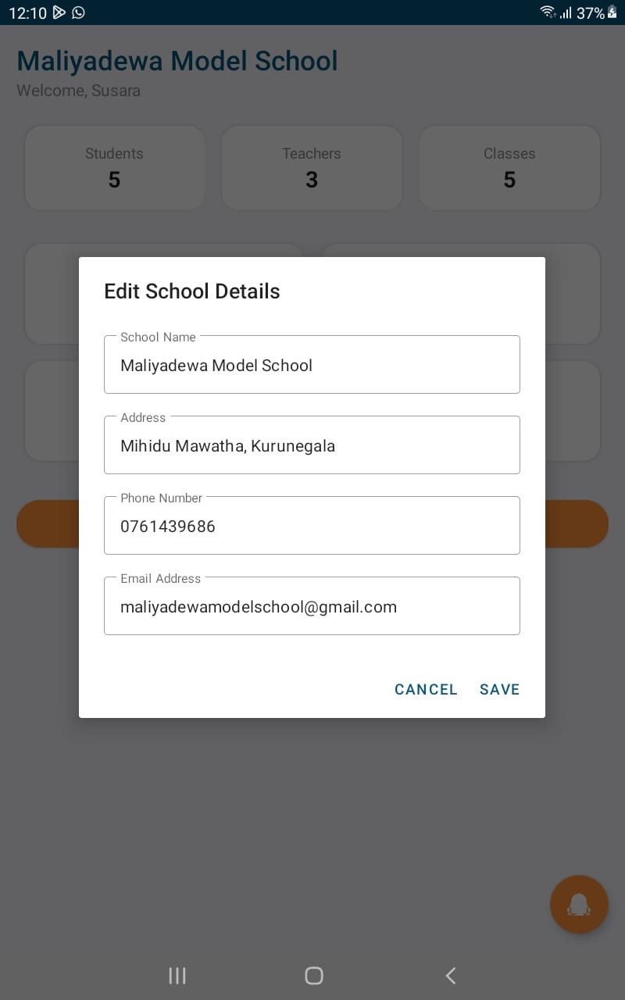 12:10
37%
Maliyadewa Model School
Welcome, Susara
Students
Teachers
Classes
5
3
5
Edit School Details
School Name
Maliyadewa Model School
Address
Mihidu Mawatha, Kurunegala
Phone Number
0761439686
Email Address
maliyadewamodelschool@gmail.com
CANCEL
SAVE